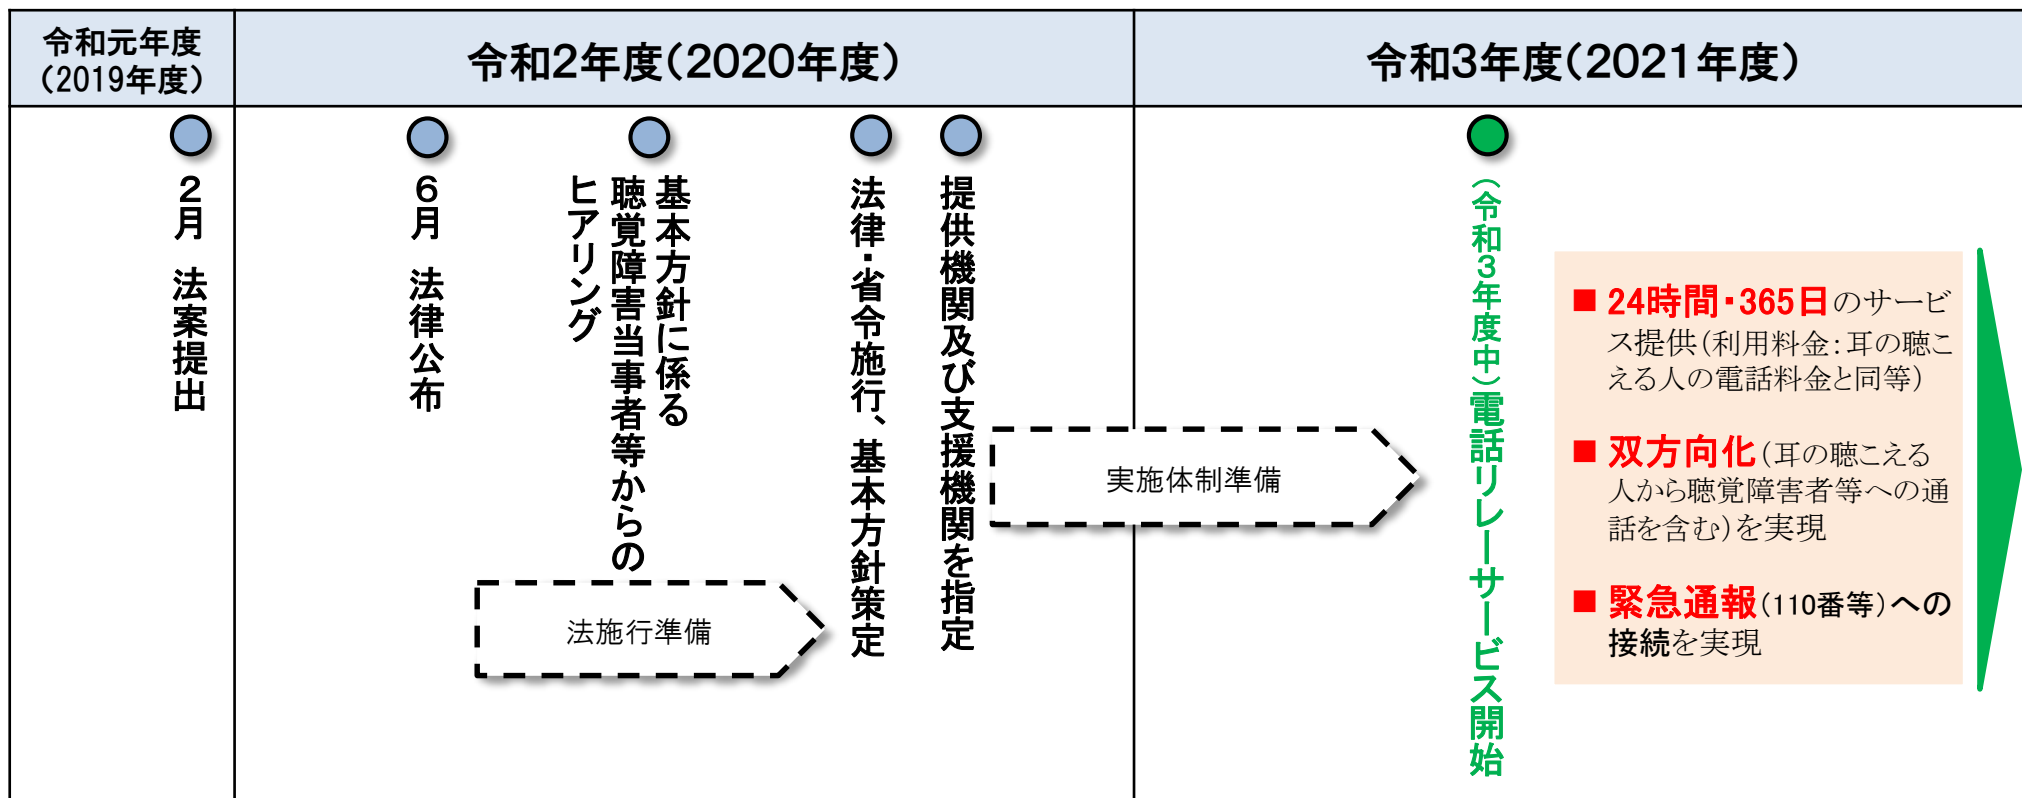 令和元年度
（2019年度）
令和2年度（2020年度）
令和3年度（2021年度）
2月 法案提出
6月 法律公布
基本方針に係る
聴覚障害当事者等からの
ヒアリング
法律・省令施行、基本方針策定
提供機関及び支援機関を指定
法施行準備
実施体制準備
（令和3年度中）電話リレーサービス開始
■ 24時間・365日のサービ
ス提供（利用料金：耳の聴こ
える人の電話料金と同等）
■ 双方向化（耳の聴こえる
人から聴覚障害者等への通
話を含む）を実現
■ 緊急通報（110番等）への
接続を実現